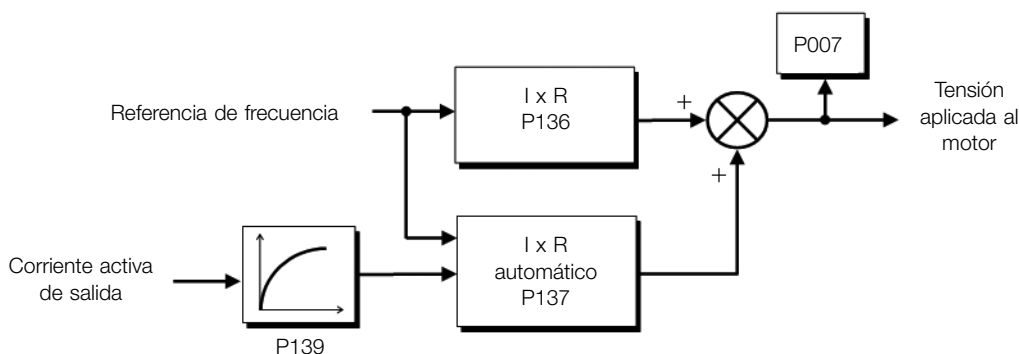 P007
Referencia de frecuencia
I x R
P136
+
Tensión
aplicada al
motor
+
Corriente activa
de salida
I x R
automático
P137
P139